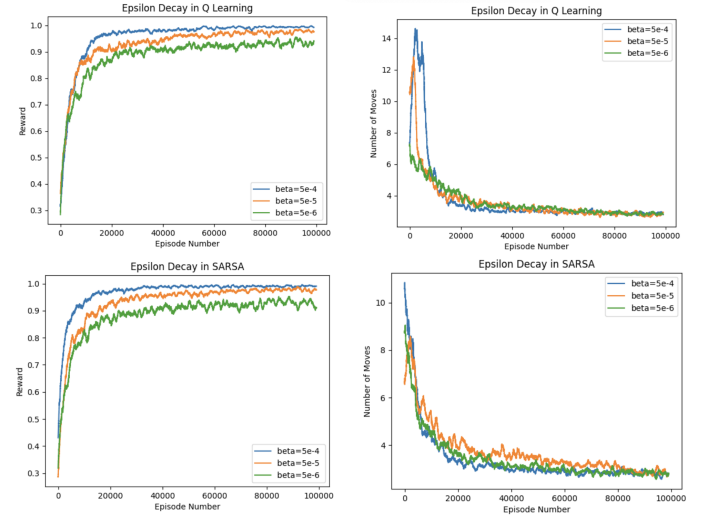 Epsilon Decay in Q Learning
1.0
0.9
0.8
0.7
0.6
0.5
0.4
0.3
Reward
0 20000 40000 60000 80000 100000
Episode Number
beta=5e-4
beta=5e-5
beta=5e-6
Epsilon Decay in Q Learning
14
12
10
8
6
4
Number of Moves
0 20000 40000 60000 80000 100000
Episode Number
beta=5e-4
beta=5e-5
beta=5e-6
Epsilon Decay in SARSA
1.0
0.9
0.8
0.7
0.6
0.5
0.4
0.3
Reward
0 20000 40000 60000 80000 100000
Episode Number
beta=5e-4
beta=5e-5
beta=5e-6
Epsilon Decay in SARSA
10
8
6
4
Number of Moves
0 20000 40000 60000 80000 100000
Episode Number
beta=5e-4
beta=5e-5
beta=5e-6